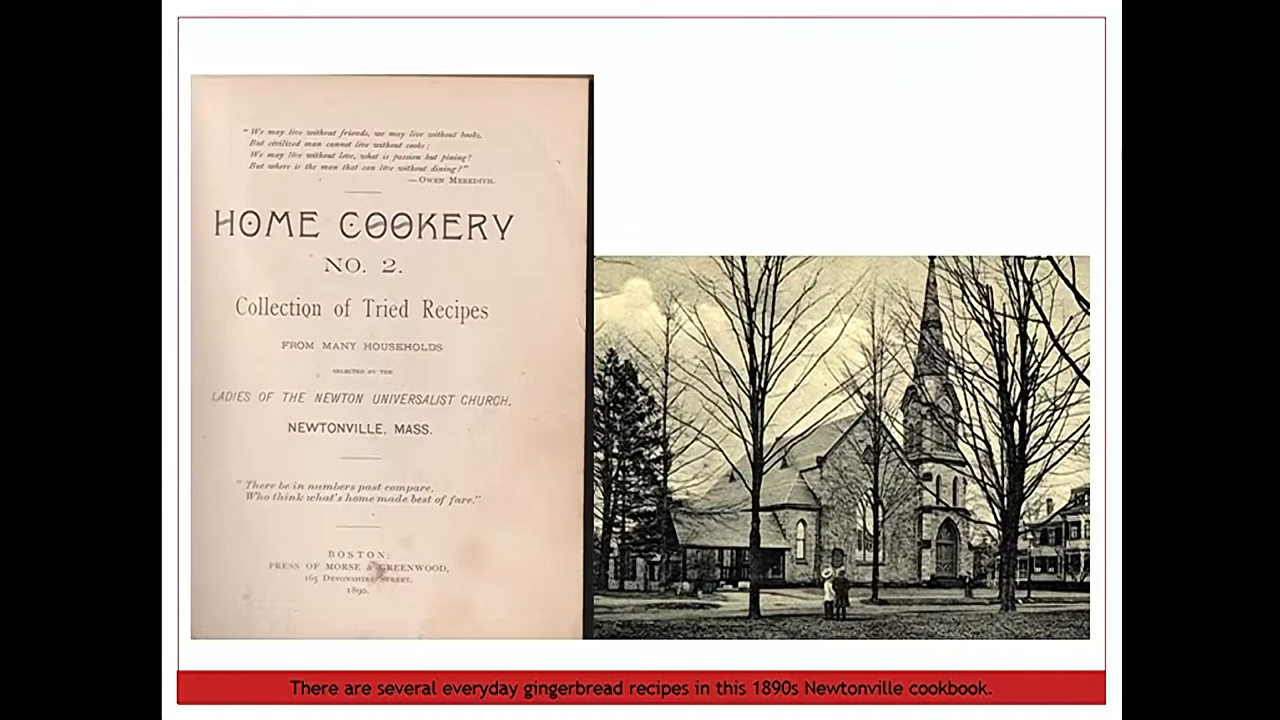 " We may live without friends, we may live without books,
But civilized man cannot live without cooks;
We may live without love, what is passion but pining?
But where is the man that can live without dining?"
—OWEN MEREDITH.
HOME COOKERY
NO. 2.
Collection of Tried Recipes
FROM MANY HOUSEHOLDS
SELECTED BY THE
LADIES OF THE NEWTON UNIVERSALIST CHURCH,
NEWTONVILLE, MASS.
" There be in numbers past compare,
Who think what's home made best of fare."
BOSTON:
PRESS OF MORSE & GREENWOOD,
165 DEVONSHIRE STREET.
1890.
There are several everyday gingerbread recipes in this 1890s Newtonville cookbook.